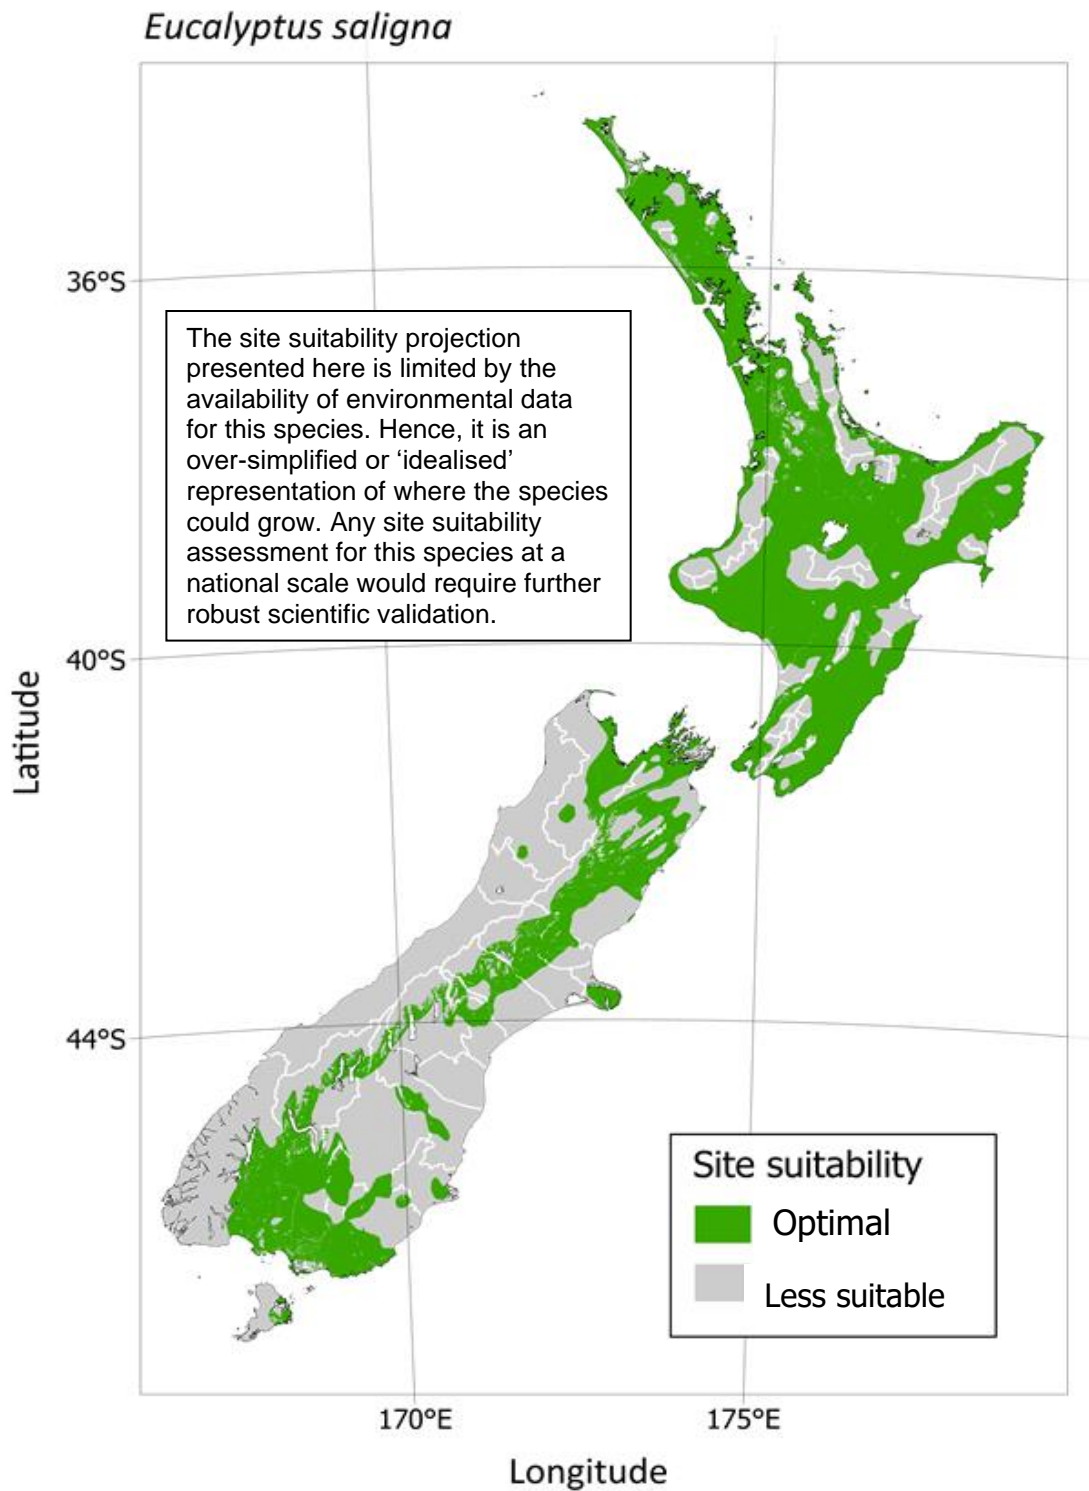 Eucalyptus saligna
36°S
The site suitability projection
presented here is limited by the
availability of environmental data
for this species. Hence, it is an
over-simplified or ‘idealised’
representation of where the species
could grow. Any site suitability
assessment for this species at a
national scale would require further
robust scientific validation.
40°S
Latitude
44°S
Site suitability
Optimal
Less suitable
170°E
175°E
Longitude